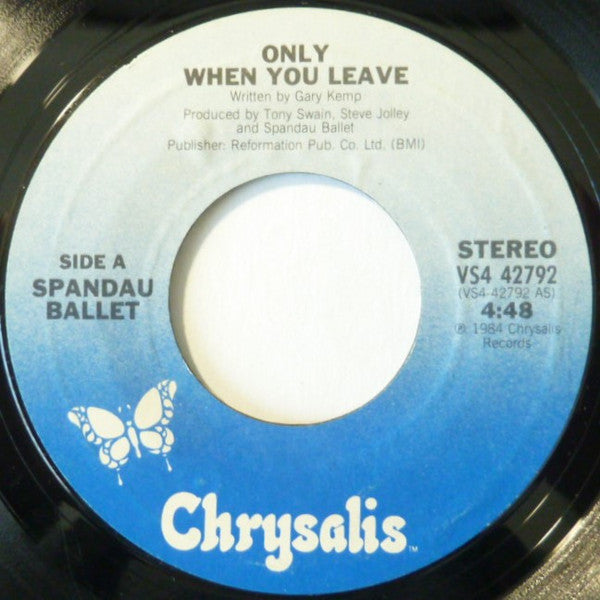 ONLY
WHEN YOU LEAVE
Written by Gary Kemp
Produced by Tony Swain, Steve Jolley
and Spandau Ballet
Publisher: Reformation Pub. Co. Ltd. (BMI)
SIDE A
SPANDAU
BALLET
STEREO
VS4 42792
(VS4-42792 AS)
4:48
℗ 1984 Chrysalis
Records
Chrysalis™